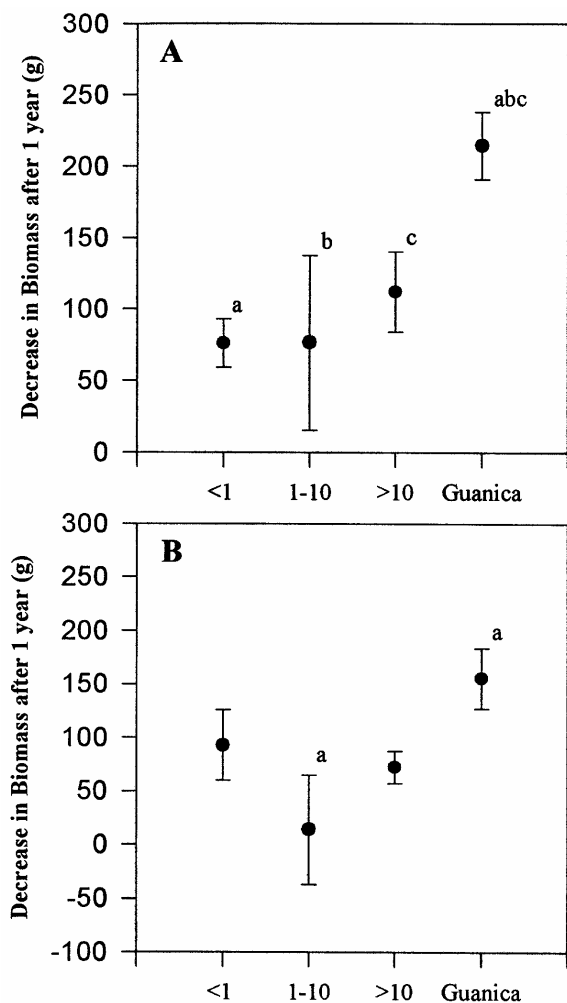 300
A
250
abc
200
150
b
c
100
a
50
0
<1 1-10 >10 Guanica
Decrease in Biomass after 1 year (g)
300
B
250
200
a
150
100
a
50
0
-50
-100
<1 1-10 >10 Guanica
Decrease in Biomass after 1 year (g)